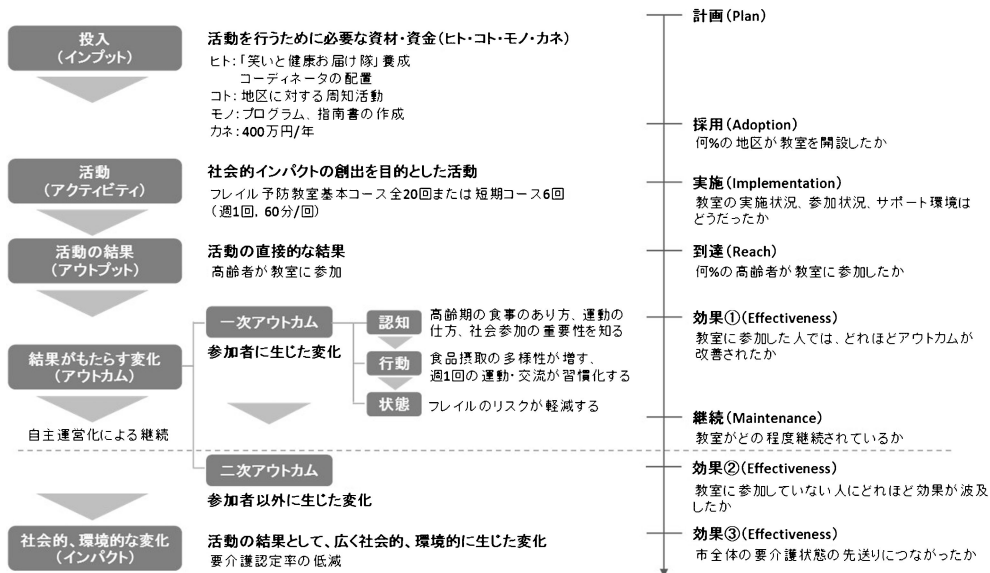 投入
(インプット)
活動を行うために必要な資材・資金(ヒト・コト・モノ・カネ)
ヒト:「笑いと健康お届け隊」養成
コーディネータの配置
コト:地区に対する周知活動
モノ:プログラム、指南書の作成
カネ:400万円/年
活動
(アクティビティ)
社会的インパクトの創出を目的とした活動
フレイル予防教室基本コース全20回または短期コース6回
(週1回, 60分/回)
活動の結果
(アウトプット)
活動の直接的な結果
高齢者が教室に参加
結果がもたらす変化
(アウトカム)
自主運営化による継続
一次アウトカム
参加者に生じた変化
認知
高齢期の食事のあり方、運動の
仕方、社会参加の重要性を知る
行動
食品摂取の多様性が増す、
週1回の運動・交流が習慣化する
状態
フレイルのリスクが軽減する
二次アウトカム
参加者以外に生じた変化
社会的、環境的な変化
(インパクト)
活動の結果として、広く社会的、環境的に生じた変化
要介護認定率の低減
計画(Plan)
採用(Adoption)
何%の地区が教室を開設したか
実施(Implementation)
教室の実施状況、参加状況、サポート環境は
どうだったか
到達(Reach)
何%の高齢者が教室に参加したか
効果①(Effectiveness)
教室に参加した人では、どれほどアウトカムが
改善されたか
継続(Maintenance)
教室がどの程度継続されているか
効果②(Effectiveness)
教室に参加していない人にどれほど効果が波及
したか
効果③(Effectiveness)
市全体の要介護状態の先送りにつながったか